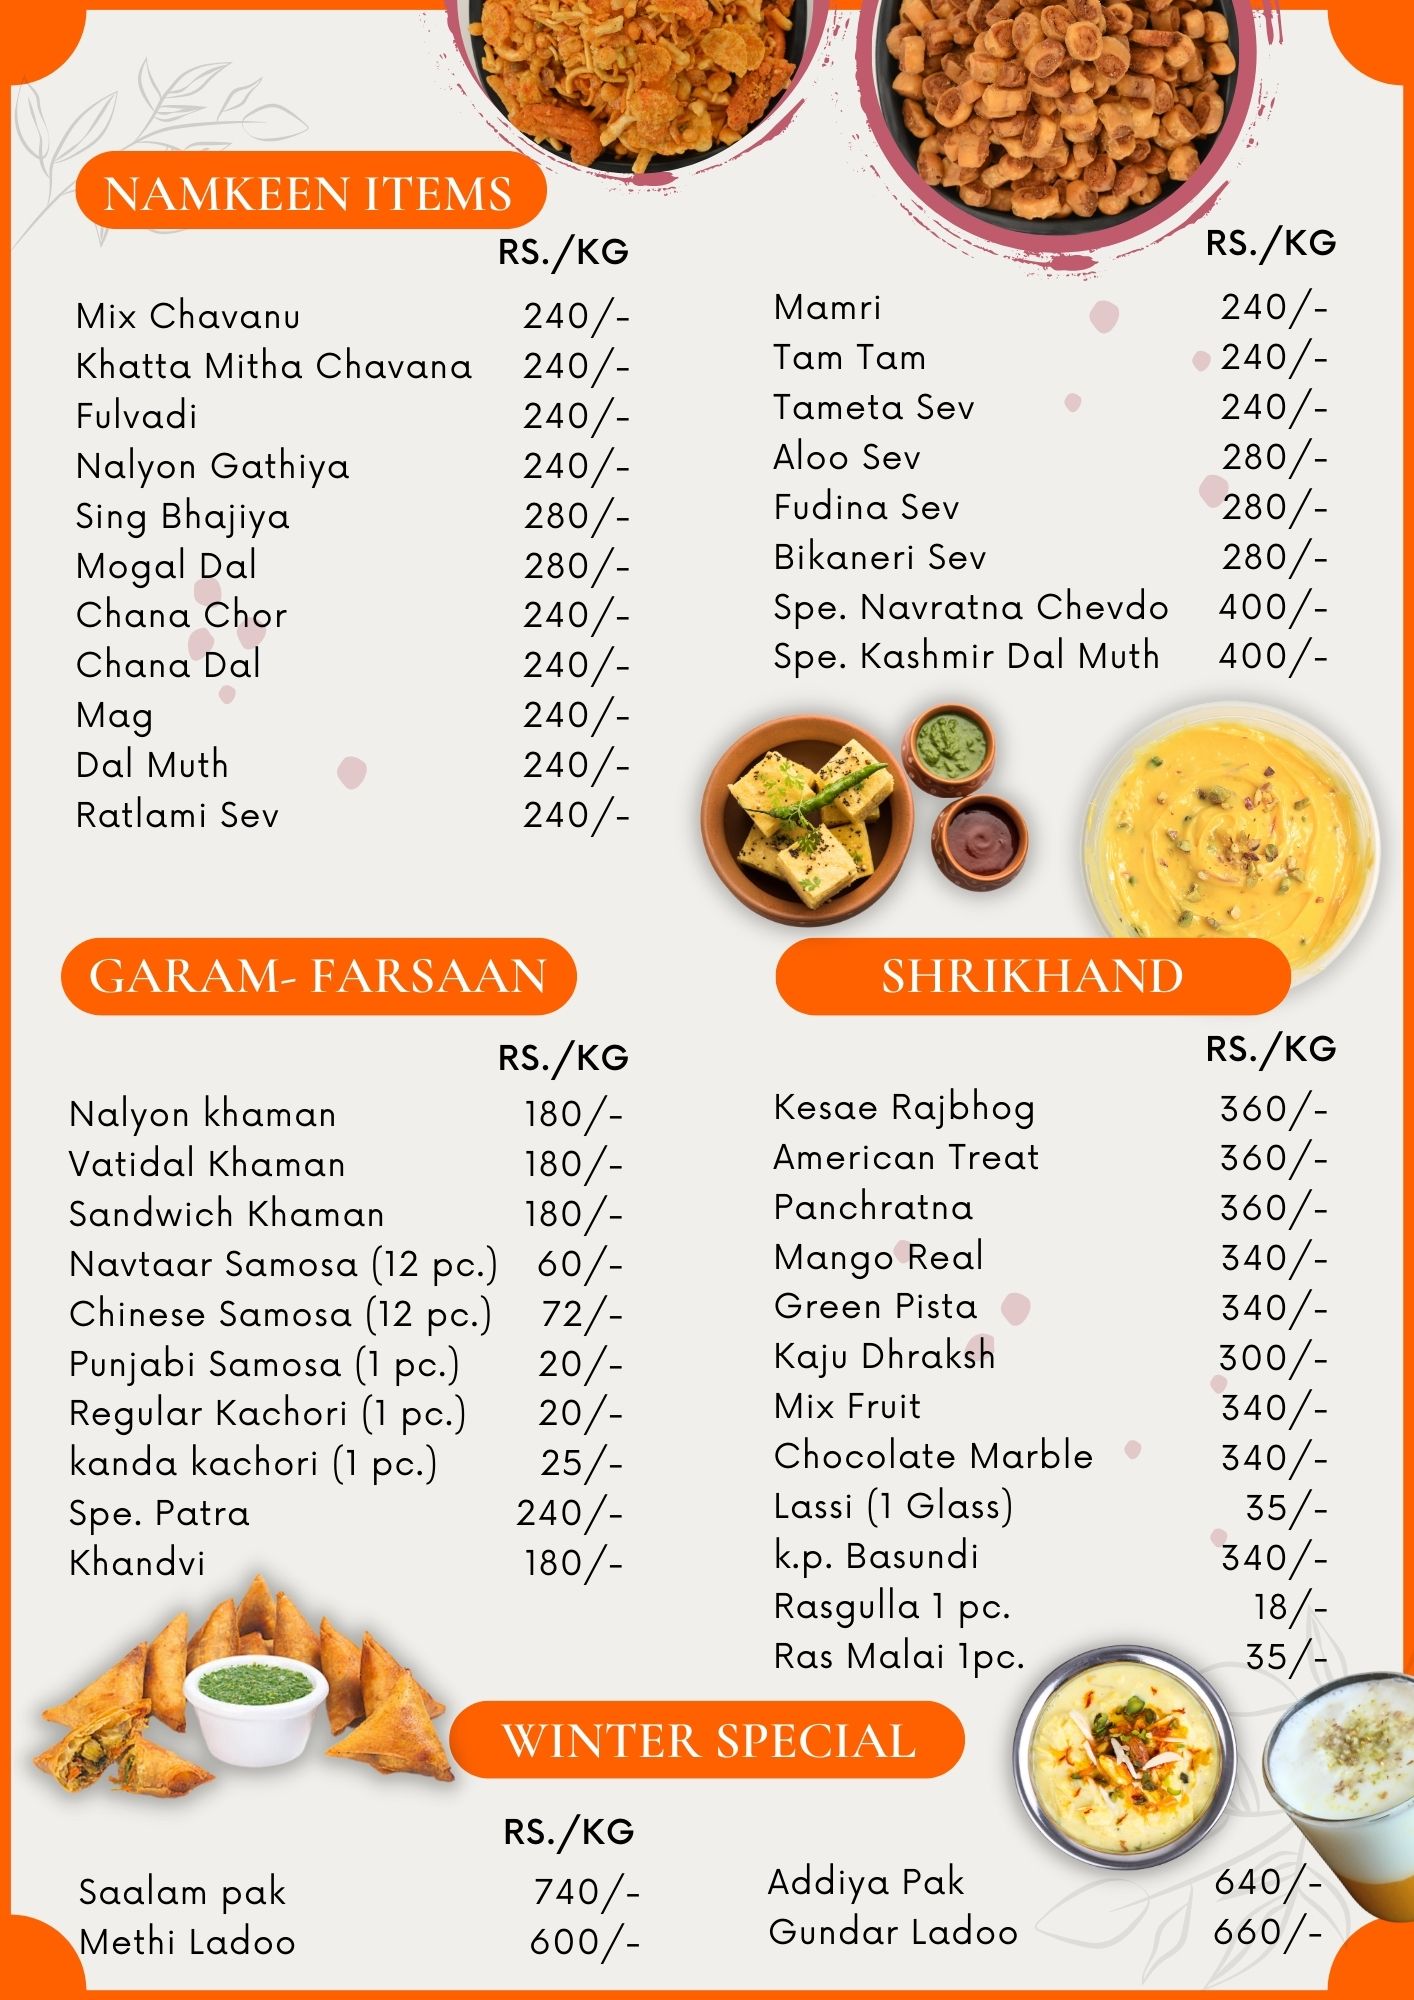 NAMKEEN ITEMS
RS./KG
Mix Chavanu 240/-
Khatta Mitha Chavana 240/-
Fulvadi 240/-
Nalyon Gathiya 240/-
Sing Bhajiya 280/-
Mogal Dal 280/-
Chana Chor 240/-
Chana Dal 240/-
Mag 240/-
Dal Muth 240/-
Ratlami Sev 240/-
RS./KG
Mamri 240/-
Tam Tam 240/-
Tameta Sev 240/-
Aloo Sev 280/-
Fudina Sev 280/-
Bikaneri Sev 280/-
Spe. Navratna Chevdo 400/-
Spe. Kashmir Dal Muth 400/-
GARAM- FARSAAN
RS./KG
Nalyon khaman 180/-
Vatidal Khaman 180/-
Sandwich Khaman 180/-
Navtaar Samosa (12 pc.) 60/-
Chinese Samosa (12 pc.) 72/-
Punjabi Samosa (1 pc.) 20/-
Regular Kachori (1 pc.) 20/-
kanda kachori (1 pc.) 25/-
Spe. Patra 240/-
Khandvi 180/-
SHRIKHAND
RS./KG
Kesae Rajbhog 360/-
American Treat 360/-
Panchratna 360/-
Mango Real 340/-
Green Pista 340/-
Kaju Dhraksh 300/-
Mix Fruit 340/-
Chocolate Marble 340/-
Lassi (1 Glass) 35/-
k.p. Basundi 340/-
Rasgulla 1 pc. 18/-
Ras Malai 1pc. 35/-
WINTER SPECIAL
RS./KG
Saalam pak 740/-
Methi Ladoo 600/-
Addiya Pak 640/-
Gundar Ladoo 660/-